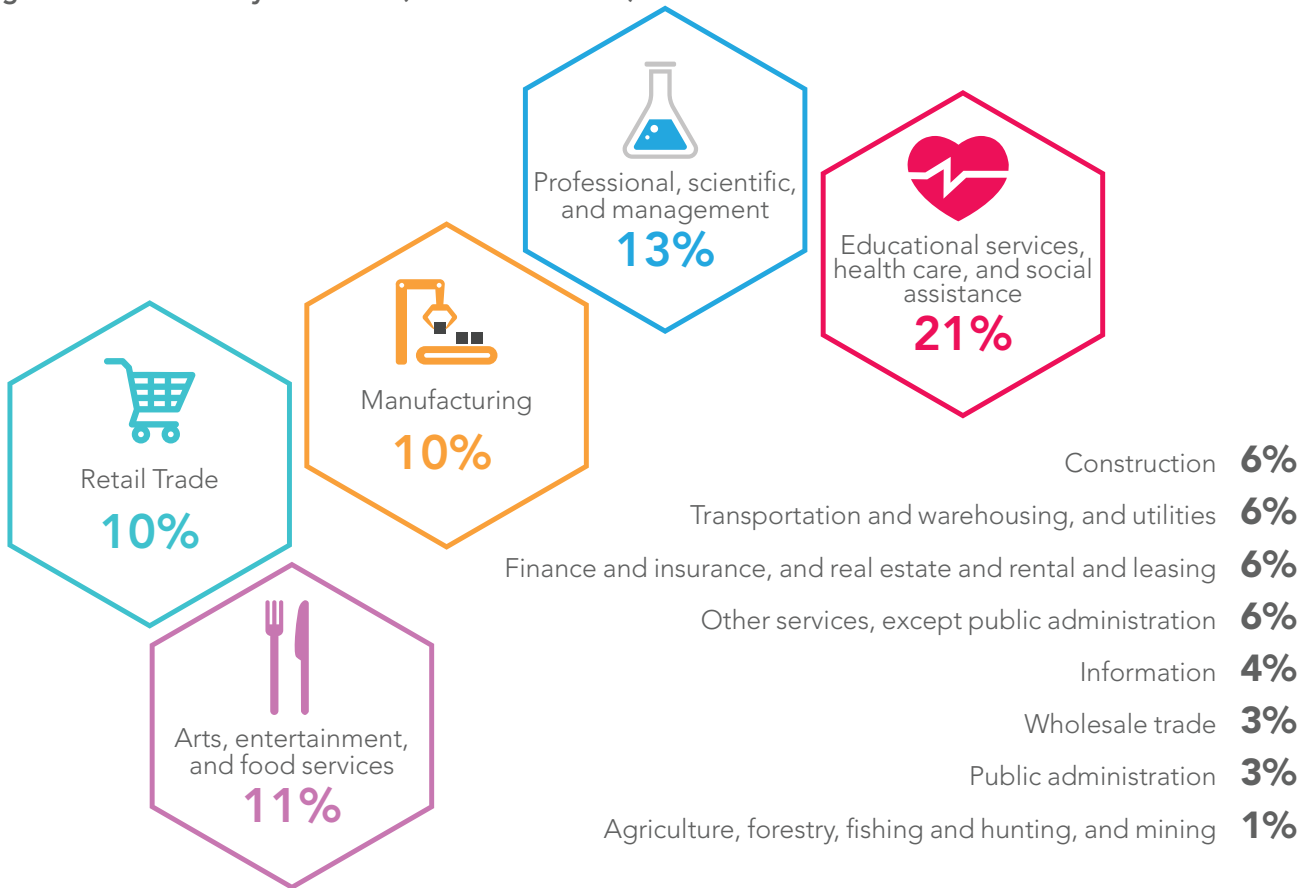 Professional, scientific,
and management
13%
Educational services,
health care, and social
assistance
21%
Manufacturing
10%
Retail Trade
10%
Arts, entertainment,
and food services
11%
Construction 6%
Transportation and warehousing, and utilities 6%
Finance and insurance, and real estate and rental and leasing 6%
Other services, except public administration 6%
Information 4%
Wholesale trade 3%
Public administration 3%
Agriculture, forestry, fishing and hunting, and mining 1%